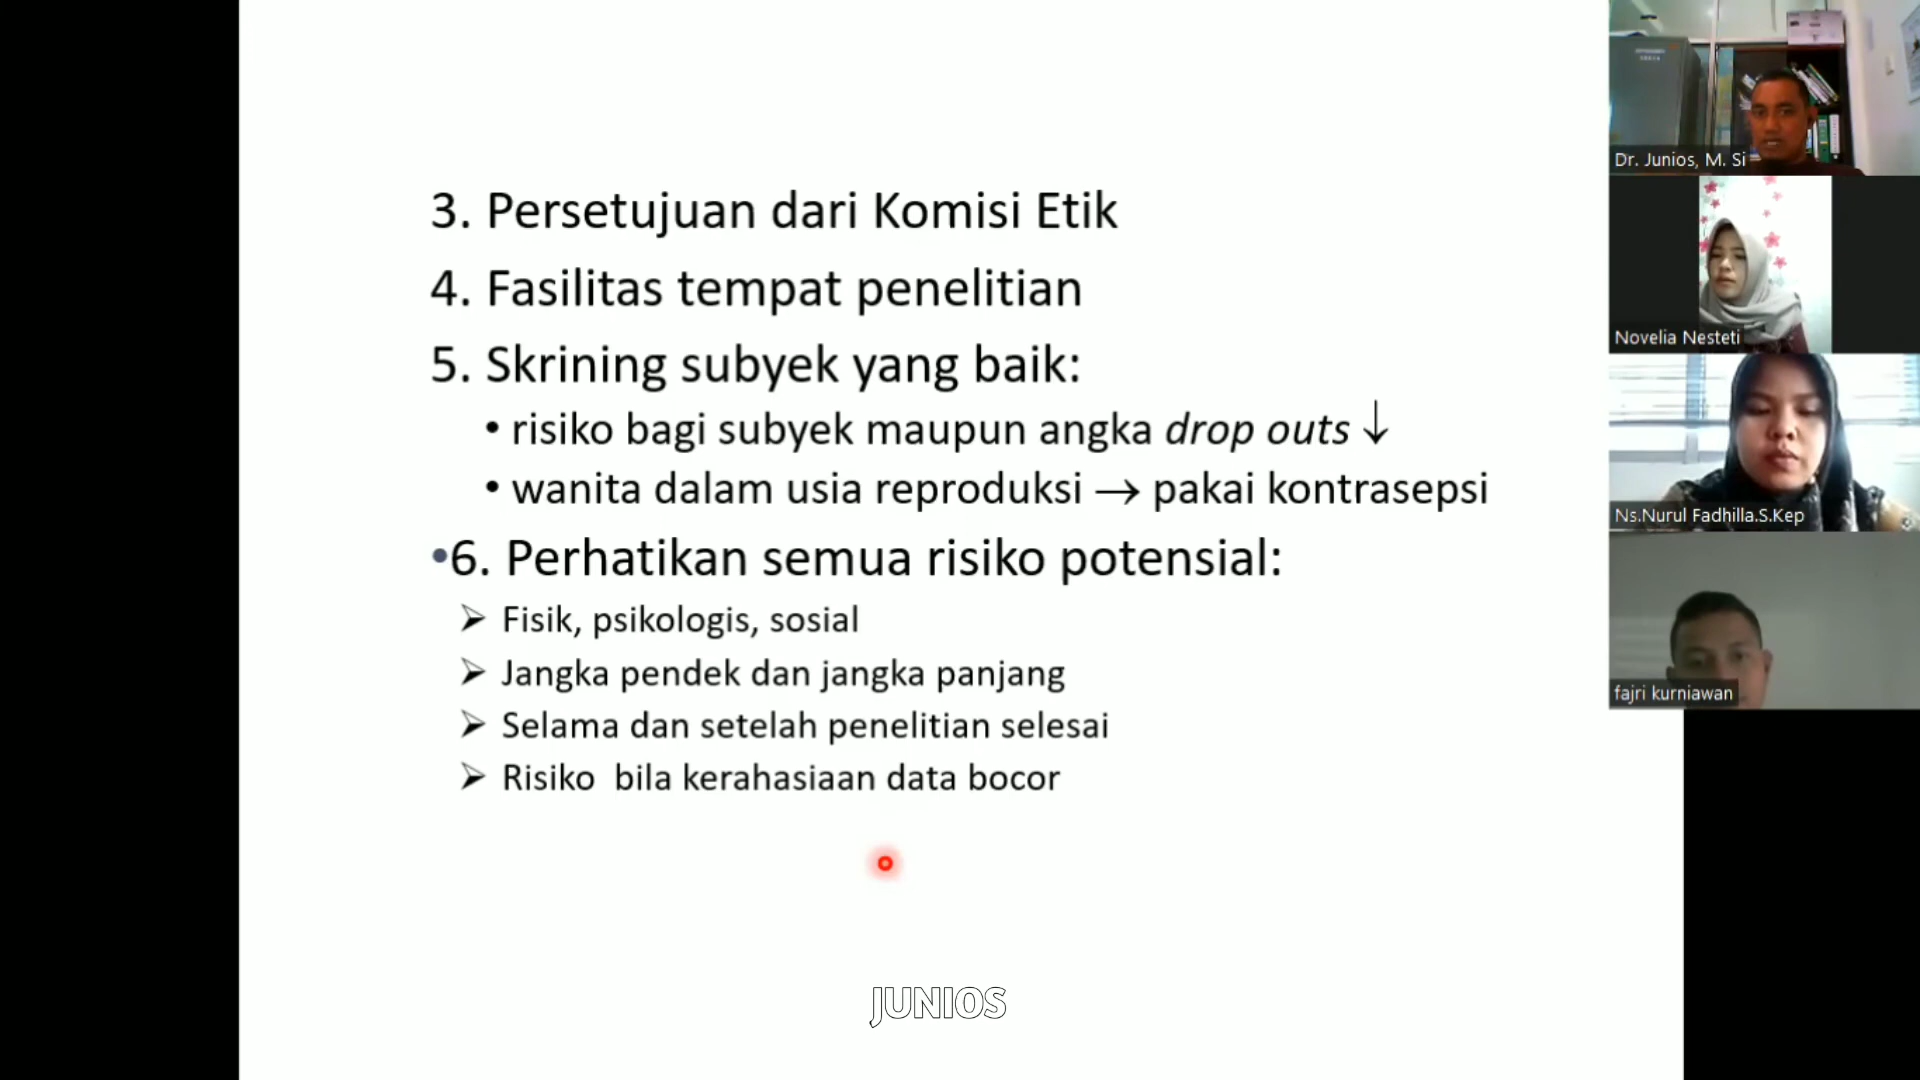 3. Persetujuan dari Komisi Etik
4. Fasilitas tempat penelitian
5. Skrining subyek yang baik:
• risiko bagi subyek maupun angka drop outs ↓
• wanita dalam usia reproduksi → pakai kontrasepsi
•6. Perhatikan semua risiko potensial:
➢ Fisik, psikologis, sosial
➢ Jangka pendek dan jangka panjang
➢ Selama dan setelah penelitian selesai
➢ Risiko  bila kerahasiaan data bocor
JUNIOS
Dr. Junios, M. Si
Novelia Nesteti
Ns.Nurul Fadhilla.S.Kep
fajri kurniawan